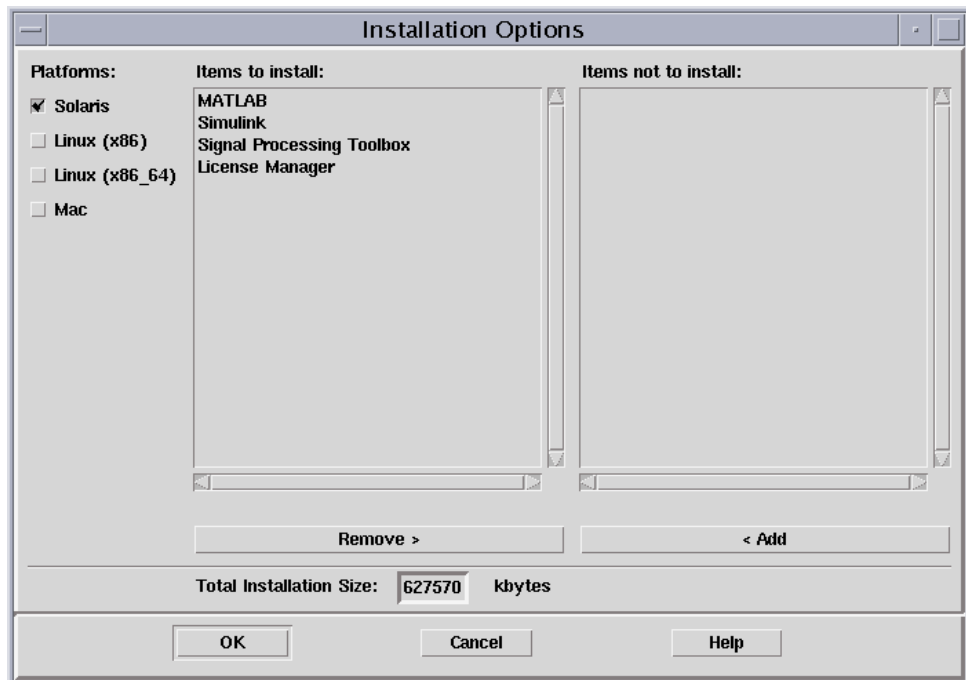 Installation Options
Platforms:
Solaris
Linux (x86)
Linux (x86_64)
Mac
Items to install:
MATLAB
Simulink
Signal Processing Toolbox
License Manager
Items not to install:
Remove >
< Add
Total Installation Size: 627570 kbytes
OK
Cancel
Help